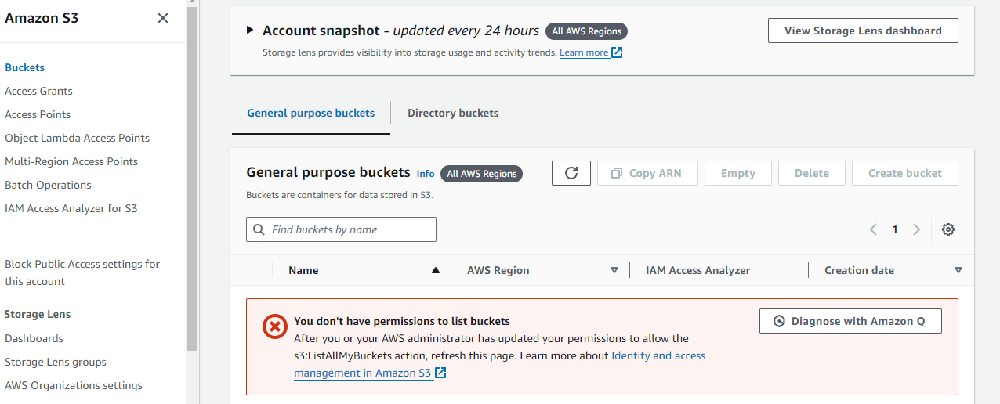 Amazon S3
Buckets
Access Grants
Access Points
Object Lambda Access Points
Multi-Region Access Points
Batch Operations
IAM Access Analyzer for S3
Block Public Access settings for
this account
Storage Lens
Dashboards
Storage Lens groups
AWS Organizations settings
Account snapshot - updated every 24 hours All AWS Regions
View Storage Lens dashboard
Storage lens provides visibility into storage usage and activity trends. Learn more
General purpose buckets Directory buckets
General purpose buckets Info All AWS Regions
Copy ARN Empty Delete Create bucket
Buckets are containers for data stored in S3.
Find buckets by name
1
Name AWS Region IAM Access Analyzer Creation date
You don't have permissions to list buckets
Diagnose with Amazon Q
After you or your AWS administrator has updated your permissions to allow the
s3:ListAllMyBuckets action, refresh this page. Learn more about Identity and access
management in Amazon S3